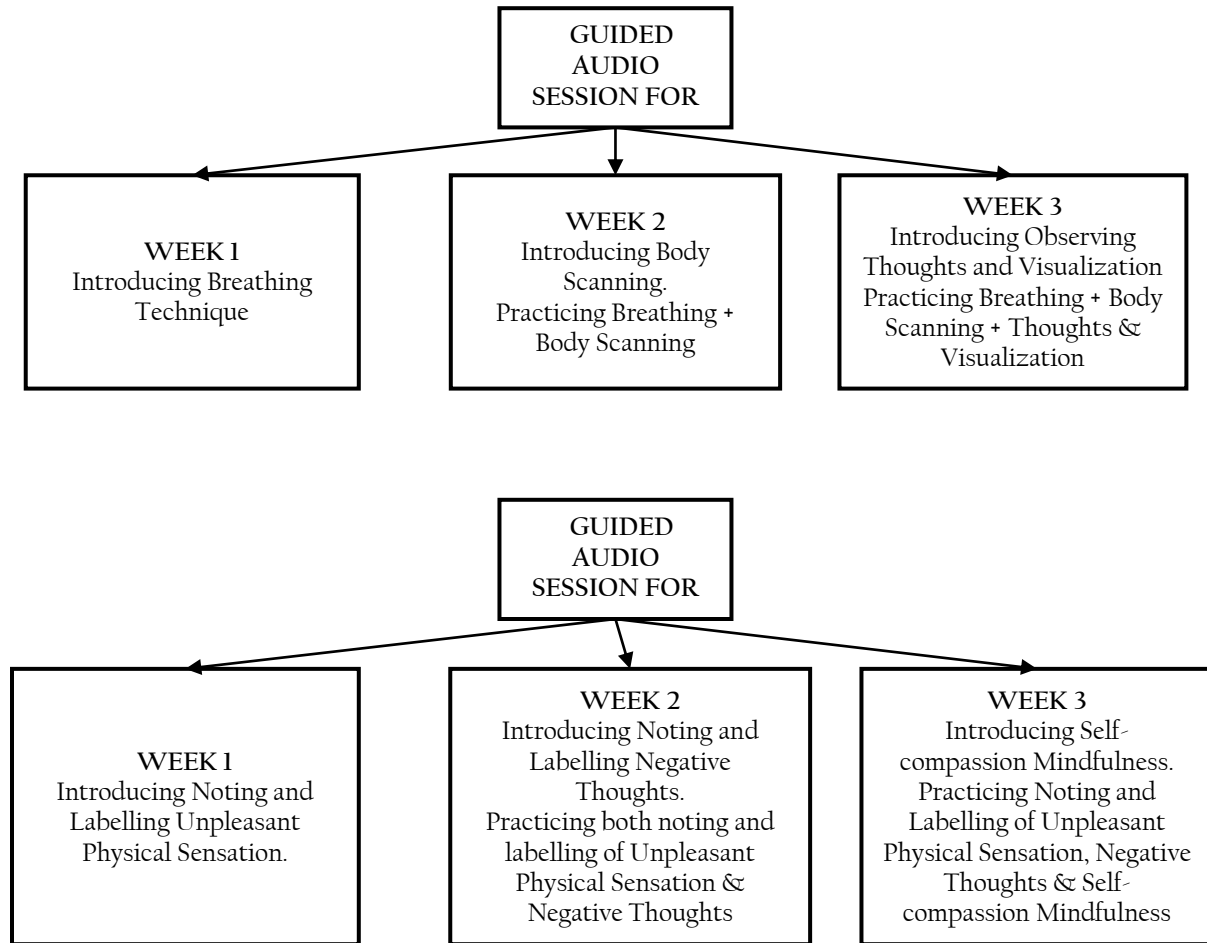 GUIDED
AUDIO
SESSION FOR
WEEK 1
Introducing Breathing
Technique
WEEK 2
Introducing Body
Scanning.
Practicing Breathing +
Body Scanning
WEEK 3
Introducing Observing
Thoughts and Visualization
Practicing Breathing + Body
Scanning + Thoughts &
Visualization
GUIDED
AUDIO
SESSION FOR
WEEK 1
Introducing Noting and
Labelling Unpleasant
Physical Sensation.
WEEK 2
Introducing Noting and
Labelling Negative
Thoughts.
Practicing both noting and
labelling of Unpleasant
Physical Sensation &
Negative Thoughts
WEEK 3
Introducing Self-
compassion Mindfulness.
Practicing Noting and
Labelling of Unpleasant
Physical Sensation, Negative
Thoughts & Self-
compassion Mindfulness